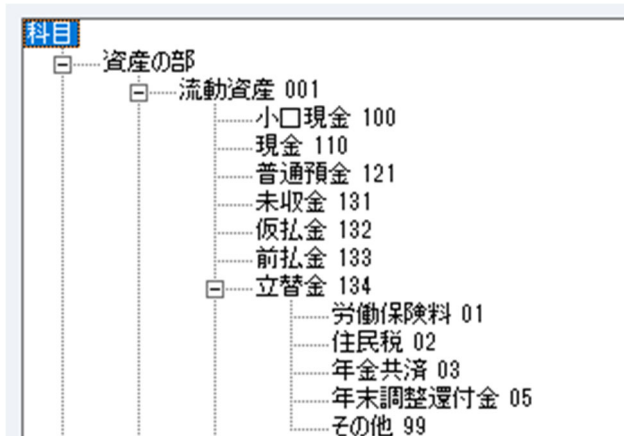 科目
資産の部
流動資産 001
小口現金 100
現金 110
普通預金 121
未収金 131
仮払金 132
前払金 133
立替金 134
労働保険料 01
住民税 02
年金共済 03
年末調整還付金 05
その他 99